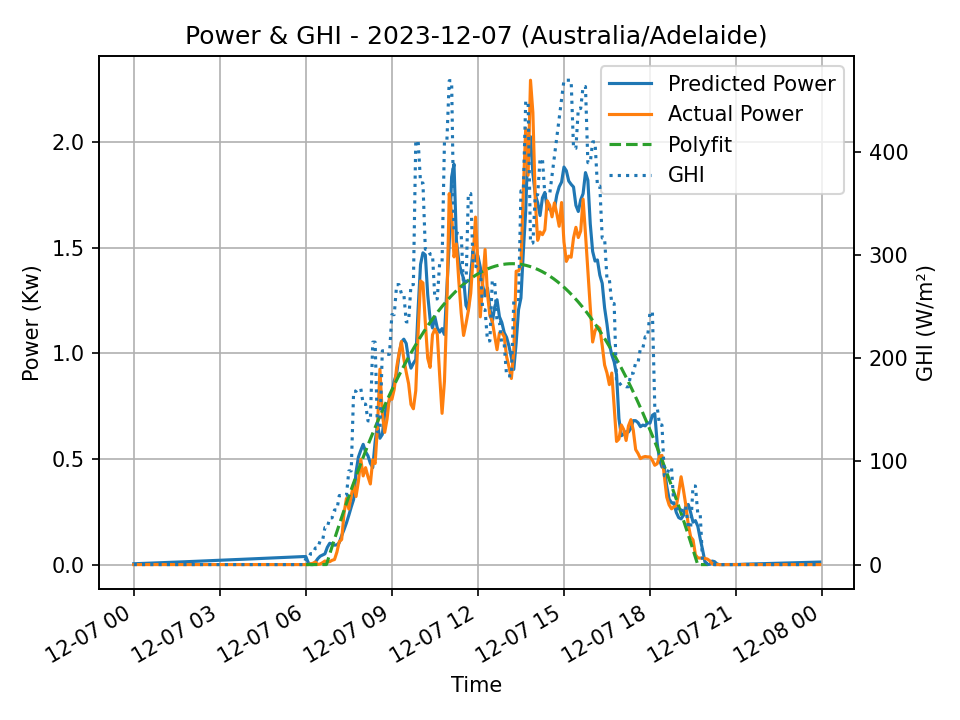 Power & GHI - 2023-12-07 (Australia/Adelaide)
Predicted Power
Actual Power
Polyfit
GHI
Power (Kw)
2.0
1.5
1.0
0.5
0.0
400
300
200
100
0
GHI (W/m²)
12-07 00
12-07 03
12-07 06
12-07 09
12-07 12
12-07 15
12-07 18
12-07 21
12-08 00
Time